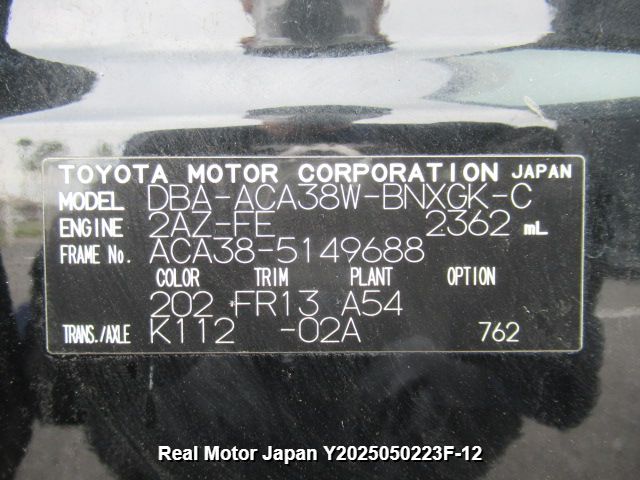 TOYOTA MOTOR CORPORATION JAPAN
MODEL DBA-ACA38W-BNXGK-C
ENGINE 2AZ-FE 2362 mL
FRAME No. ACA38-5149688
COLOR TRIM PLANT OPTION
202 FR13 A54
TRANS./AXLE K112 -02A 762
Real Motor Japan Y2025050223F-12